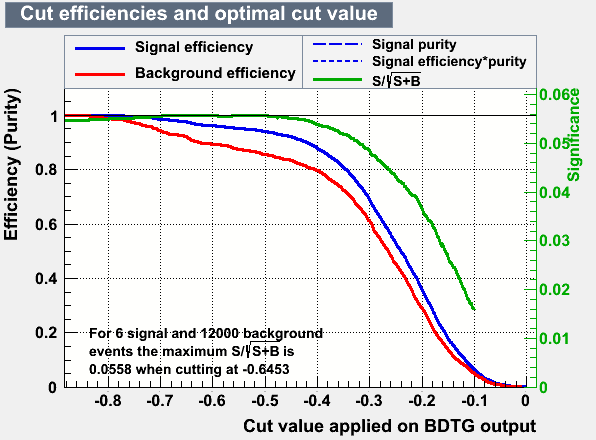 Cut efficiencies and optimal cut value
Signal efficiency
Background efficiency
Signal purity
Signal efficiency*purity
S/√S+B
Efficiency (Purity)
1
0.8
0.6
0.4
0.2
0
0.06
0.05
0.04
0.03
0.02
0.01
0
Significance
For 6 signal and 12000 background
events the maximum S/√S+B is
0.0558 when cutting at -0.6453
-0.8 -0.7 -0.6 -0.5 -0.4 -0.3 -0.2 -0.1 0
Cut value applied on BDTG output